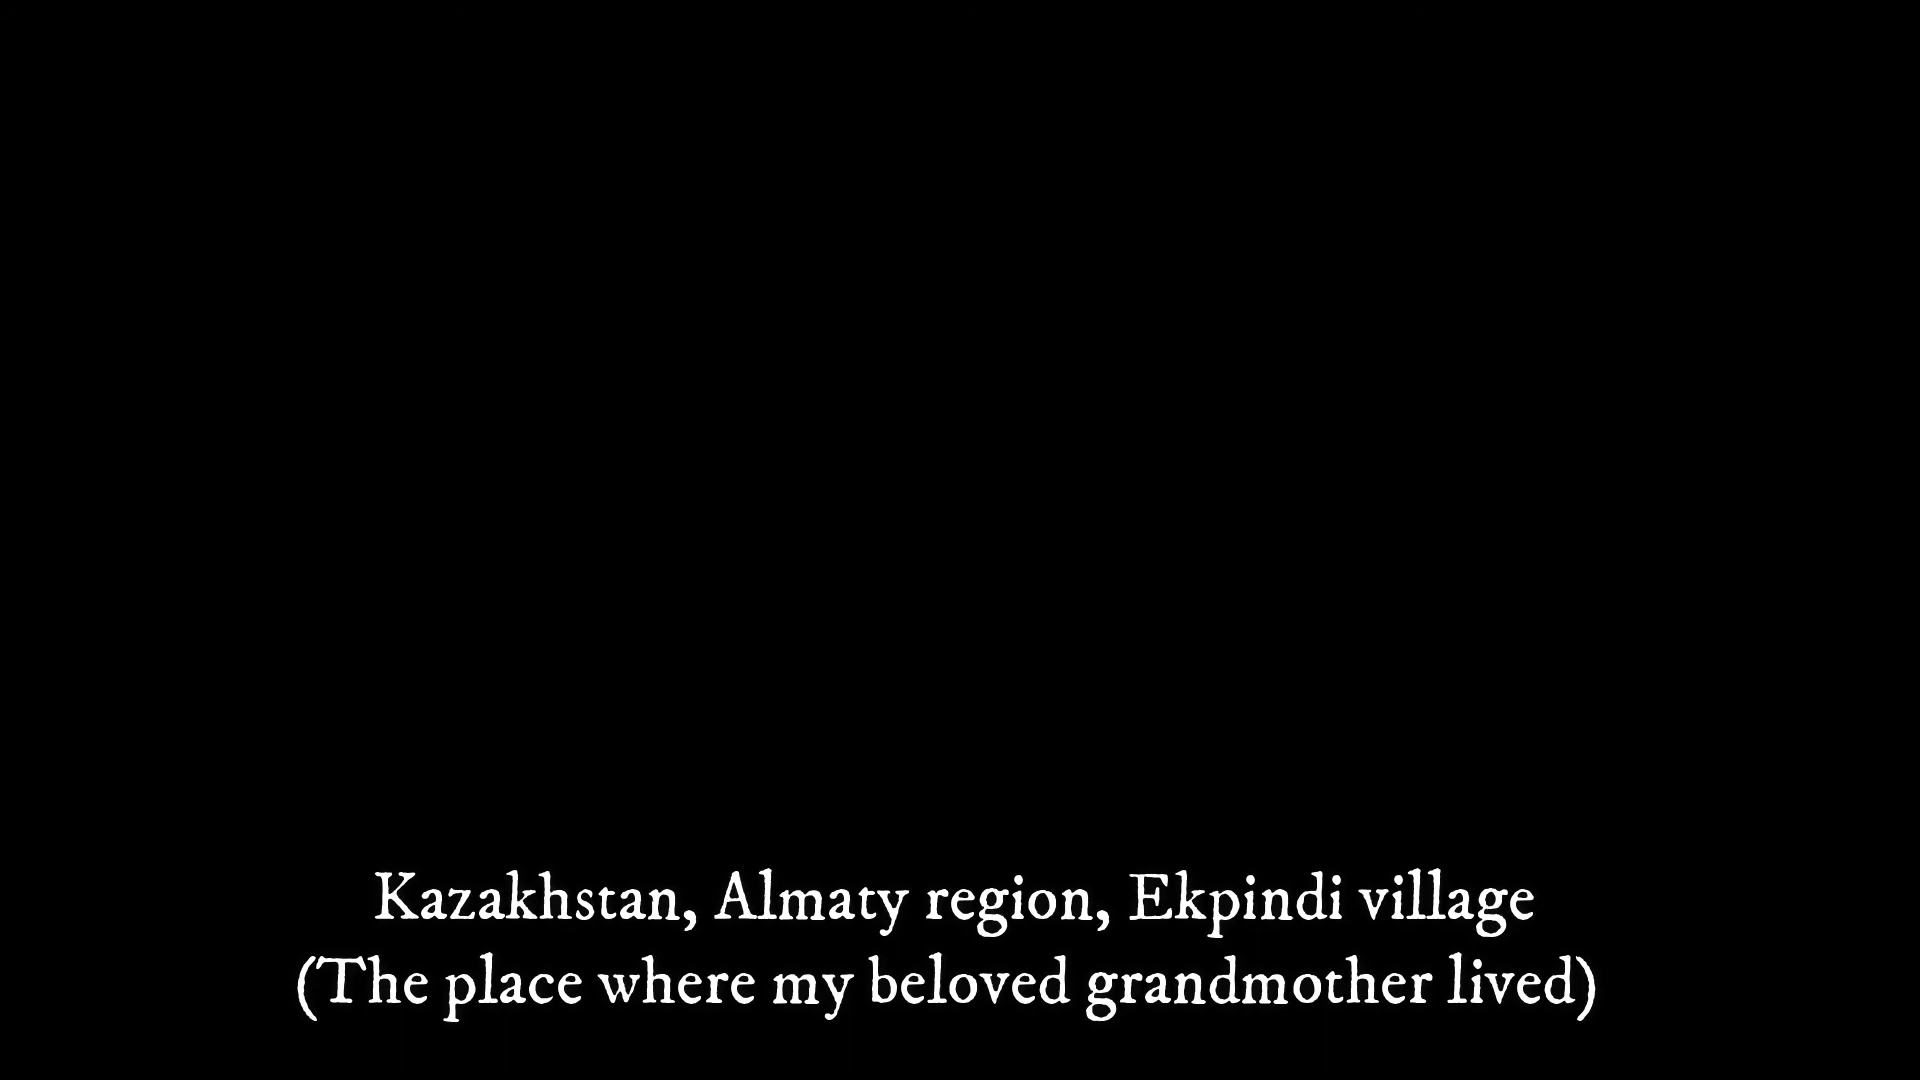 Kazakhstan, Almaty region, Ekpindi village
(The place where my beloved grandmother lived)